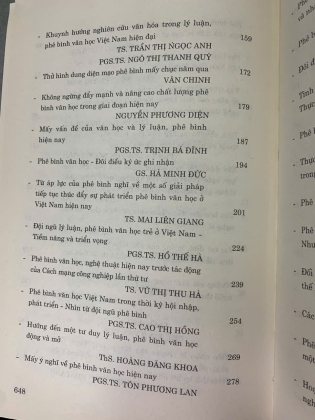 - Khuynh hướng nghiên cứu văn hóa trong lý luận,
phê bình văn học Việt Nam hiện đại 159
TS. TRẦN THỊ NGỌC ANH
PGS.TS. NGÔ THỊ THANH QUÝ
- Thử hình dung diện mạo phê bình mấy chục năm qua 172
VĂN CHINH
- Không ngừng đẩy mạnh và nâng cao chất lượng phê
bình văn học trong giai đoạn hiện nay 179
NGUYỄN PHƯƠNG DIỆN
- Mấy vấn đề của văn học và lý luận, phê bình
hiện nay 187
PGS.TS. TRỊNH BÁ ĐĨNH
- Phê bình văn học - Đôi điều ký ức ghi nhận 194
GS. HÀ MINH ĐỨC
- Từ áp lực của phê bình nghĩ về một số giải pháp
tiếp tục thúc đẩy sự phát triển phê bình văn học ở
Việt Nam hiện nay 201
TS. MAI LIÊN GIANG
- Đội ngũ lý luận, phê bình văn học trẻ ở Việt Nam –
Tiềm năng và triển vọng 224
PGS.TS. HỒ THẾ HÀ
- Phê bình văn học, nghệ thuật hiện nay trước tác động
của Cách mạng công nghiệp lần thứ tư 239
TS. VŨ THỊ THU HÀ
- Phê bình văn học Việt Nam trong thời kỳ hội nhập,
phát triển - Nhìn từ đội ngũ phê bình 254
PGS.TS. CAO THỊ HỒNG
- Hướng đến một tư duy lý luận, phê bình văn học
động và mở 269
ThS. HOÀNG ĐĂNG KHOA
- Mấy ý nghĩ về phê bình văn học hiện nay 278
PGS.TS. TÔN PHƯƠNG LAN
648